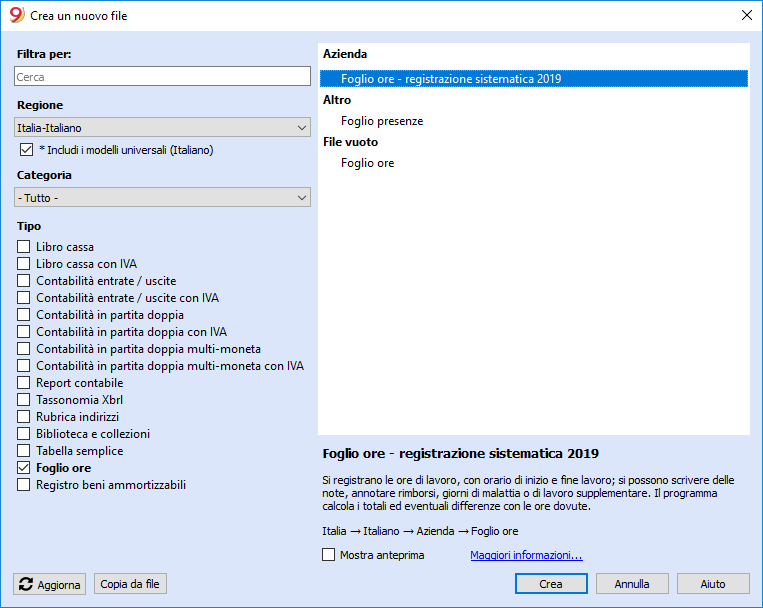 Crea un nuovo file
Filtra per:
Cerca
Regione
Italia-Italiano
* Includi i modelli universali (Italiano)
Categoria
- Tutto -
Tipo
Libro cassa
Libro cassa con IVA
Contabilità entrate / uscite
Contabilità entrate / uscite con IVA
Contabilità in partita doppia
Contabilità in partita doppia con IVA
Contabilità in partita doppia multi-moneta
Contabilità in partita doppia multi-moneta con IVA
Report contabile
Tassonomia Xbrl
Rubrica indirizzi
Biblioteca e collezioni
Tabella semplice
Foglio ore
Registro beni ammortizzabili
Azienda
Foglio ore - registrazione sistematica 2019
Altro
Foglio presenze
File vuoto
Foglio ore
Foglio ore - registrazione sistematica 2019
Si registrano le ore di lavoro, con orario di inizio e fine lavoro; si possono scrivere delle
note, annotare rimborsi, giorni di malattia o di lavoro supplementare. Il programma
calcola i totali ed eventuali differenze con le ore dovute.
Italia → Italiano → Azienda → Foglio ore
Mostra anteprima
Maggiori informazioni...
Aggiorna
Copia da file
Crea
Annulla
Aiuto